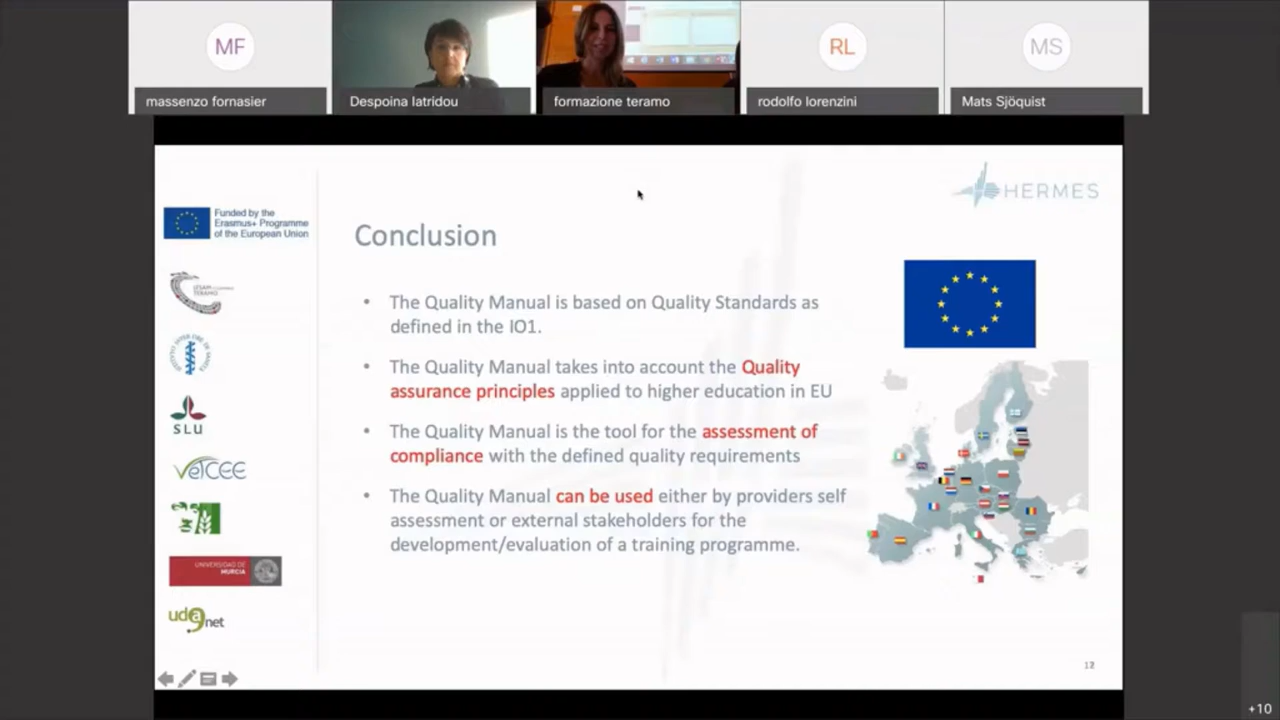 MF
RL
MS
massenzo fornasier
Despoina Iatridou
formazione teramo
rodolfo lorenzini
Mats Sjöquist
HERMES
Funded by the
Erasmus+ Programme
of the European Union
Conclusion
• The Quality Manual is based on Quality Standards as
defined in the IO1.
• The Quality Manual takes into account the Quality
assurance principles applied to higher education in EU
• The Quality Manual is the tool for the assessment of
compliance with the defined quality requirements
• The Quality Manual can be used either by providers self
assessment or external stakeholders for the
development/evaluation of a training programme.
TERAMO
SLU
VETCEE
UNIVERSIDAD DE
MURCIA
udanet
+10